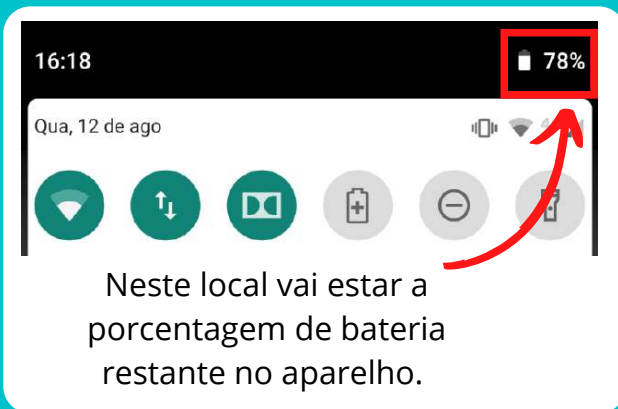 16:18 78%
Qua, 12 de ago
Neste local vai estar a
porcentagem de bateria
restante no aparelho.